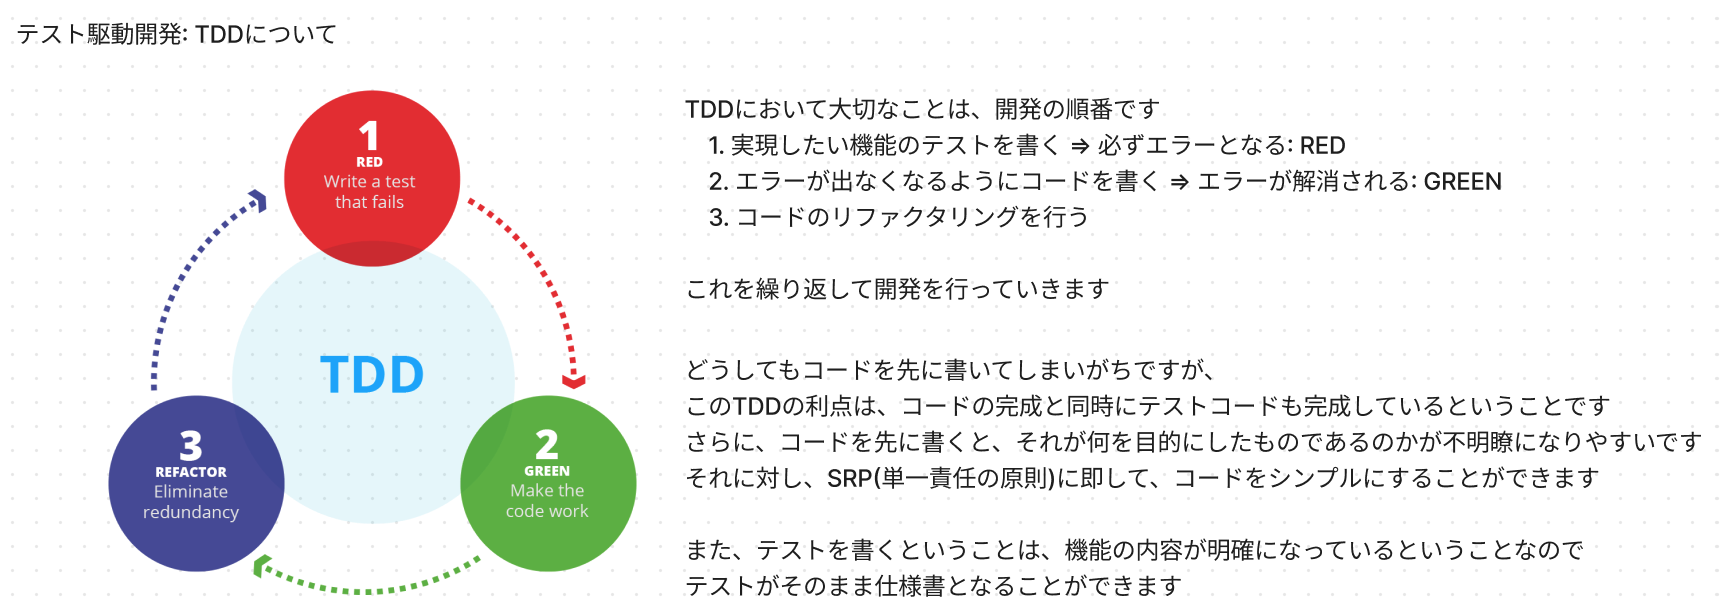 テスト駆動開発: TDDについて
1
RED
Write a test
that fails
TDD
3
REFACTOR
Eliminate
redundancy
2
GREEN
Make the
code work
TDDにおいて大切なことは、開発の順番です
1. 実現したい機能のテストを書く ⇒ 必ずエラーとなる: RED
2. エラーが出なくなるようにコードを書く ⇒ エラーが解消される: GREEN
3. コードのリファクタリングを行う
これを繰り返して開発を行っていきます
どうしてもコードを先に書いてしまいがちですが、
このTDDの利点は、コードの完成と同時にテストコードも完成しているということです
さらに、コードを先に書くと、それが何を目的にしたものであるのかが不明瞭になりやすいです
それに対し、SRP(単一責任の原則)に即して、コードをシンプルにすることができます
また、テストを書くということは、機能の内容が明確になっているということなので
テストがそのまま仕様書となることができます